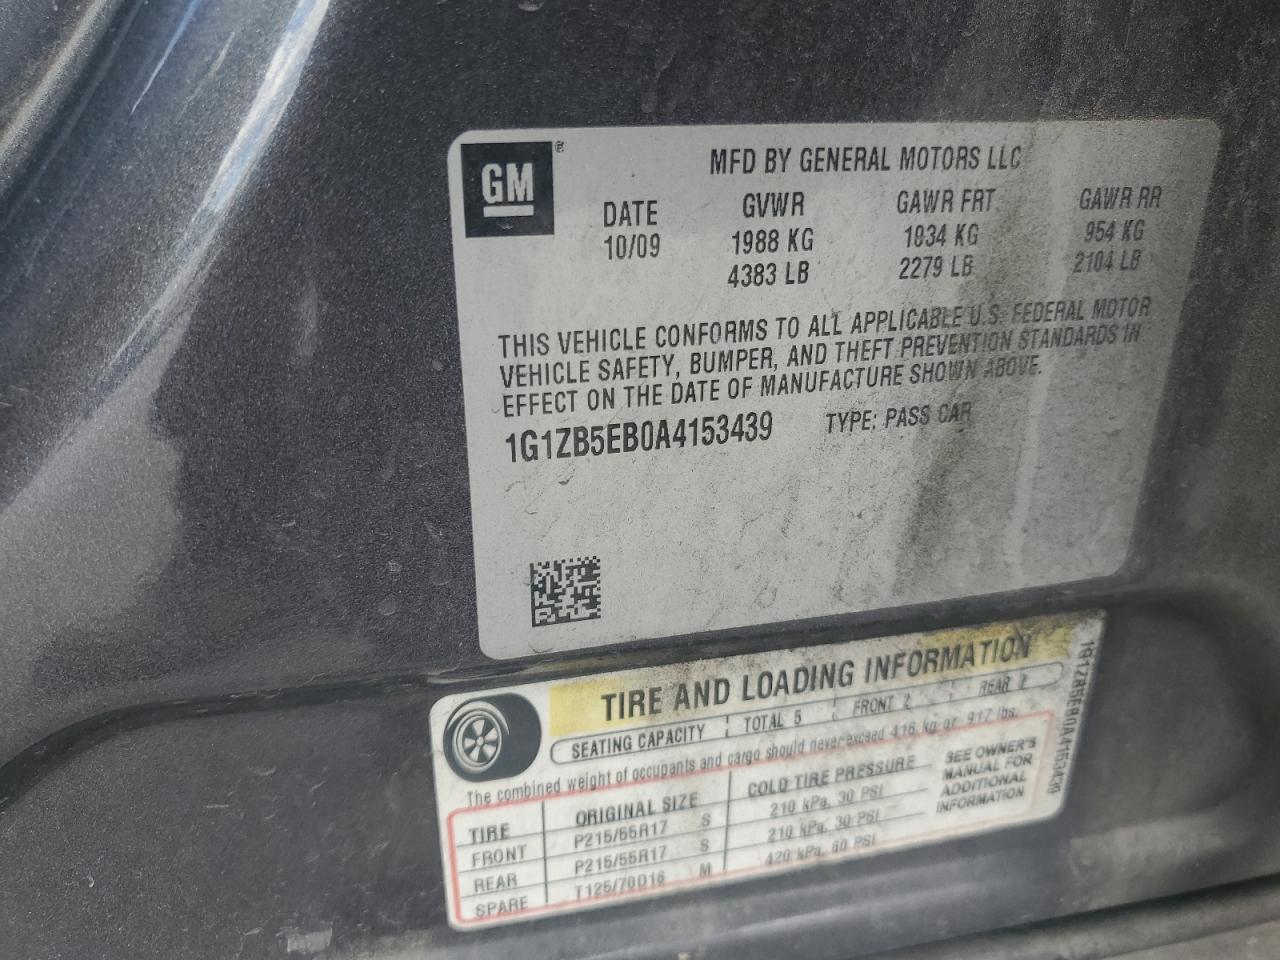 GM ®
MFD BY GENERAL MOTORS LLC
DATE GVWR GAWR FRT GAWR RR
10/09 1988 KG 1034 KG 954 KG
4383 LB 2279 LB 2104 LB
THIS VEHICLE CONFORMS TO ALL APPLICABLE U.S. FEDERAL MOTOR
VEHICLE SAFETY, BUMPER, AND THEFT PREVENTION STANDARDS IN
EFFECT ON THE DATE OF MANUFACTURE SHOWN ABOVE.
1G1ZB5EB0A4153439 TYPE: PASS CAR
TIRE AND LOADING INFORMATION
SEATING CAPACITY TOTAL 5 FRONT 2 REAR
The combined weight of occupants and cargo should never exceed 416 kg or 917 lbs.
TIRE ORIGINAL SIZE COLD TIRE PRESSURE
FRONT P215/55R17 S 210 kPa, 30 PSI
REAR P215/55R17 S 210 kPa, 30 PSI
SPARE T125/70D16 M 420 kPa, 60 PSI
SEE OWNER'S
MANUAL FOR
ADDITIONAL
INFORMATION
1G1ZB5EB0A4153439